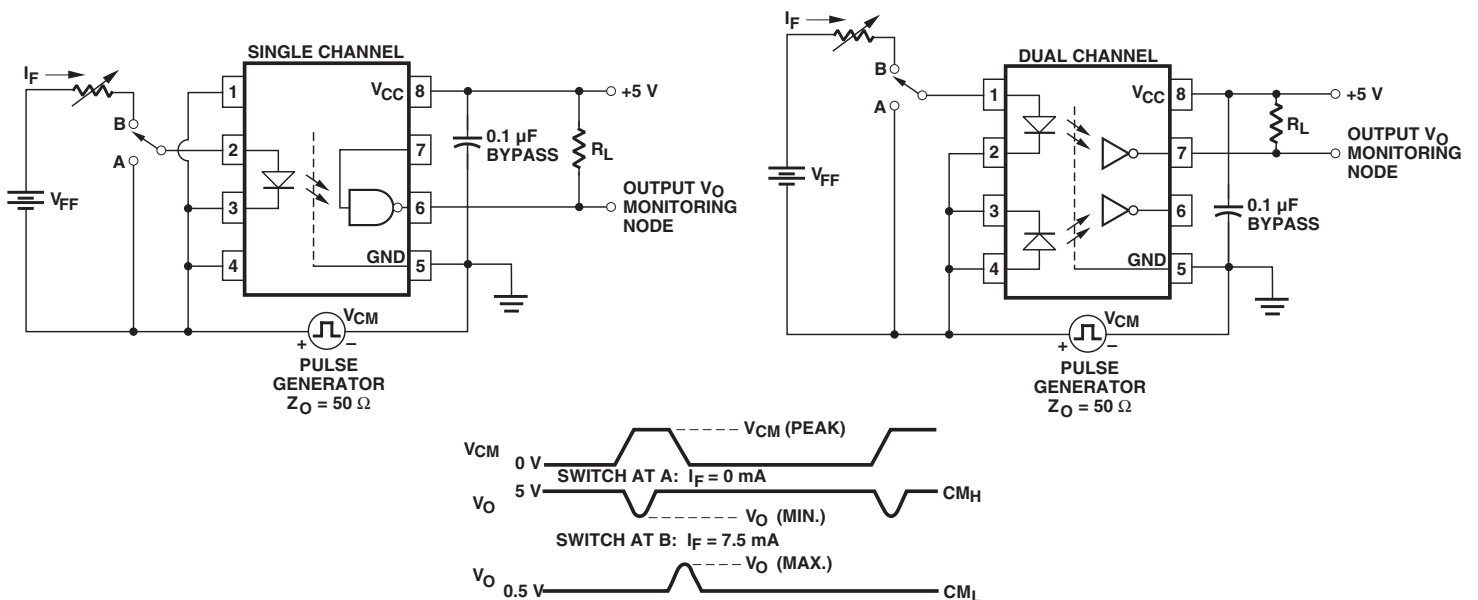 SINGLE CHANNEL
I_F
B
A
V_FF
1
2
3
4
V_CC 8
7
6
GND 5
0.1 µF
BYPASS
R_L
+5 V
OUTPUT V_O
MONITORING
NODE
V_CM
+ −
PULSE
GENERATOR
Z_O = 50 Ω
DUAL CHANNEL
I_F
B
A
V_FF
1
2
3
4
V_CC 8
7
6
GND 5
R_L
+5 V
OUTPUT V_O
MONITORING
NODE
0.1 µF
BYPASS
V_CM
+ −
PULSE
GENERATOR
Z_O = 50 Ω
V_CM 0 V
V_CM (PEAK)
SWITCH AT A: I_F = 0 mA
V_O 5 V
CM_H
V_O (MIN.)
SWITCH AT B: I_F = 7.5 mA
V_O (MAX.)
V_O 0.5 V
CM_L